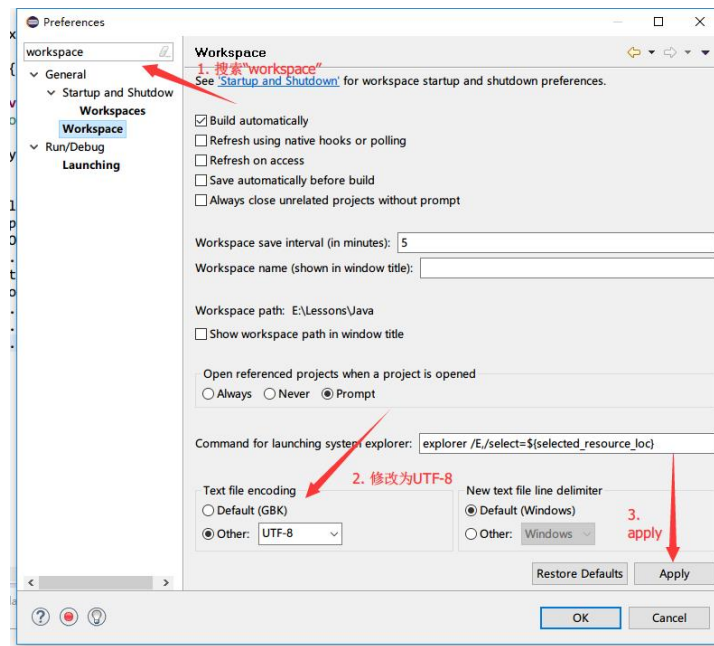 Preferences
workspace
General
Startup and Shutdow
Workspaces
Workspace
Run/Debug
Launching
Workspace
1. 搜索“workspace”
See 'Startup and Shutdown' for workspace startup and shutdown preferences.
Build automatically
Refresh using native hooks or polling
Refresh on access
Save automatically before build
Always close unrelated projects without prompt
Workspace save interval (in minutes): 5
Workspace name (shown in window title):
Workspace path: E:\Lessons\Java
Show workspace path in window title
Open referenced projects when a project is opened
Always Never Prompt
Command for launching system explorer: explorer /E,/select=${selected_resource_loc}
2. 修改为UTF-8
Text file encoding
Default (GBK)
Other: UTF-8
New text file line delimiter
Default (Windows)
Other: Windows
3.
apply
Restore Defaults Apply
OK Cancel